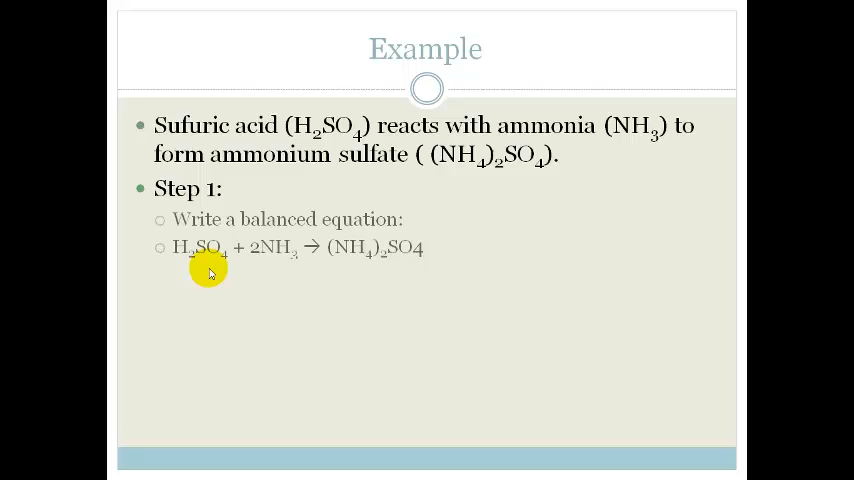 Example
Sufuric acid (H₂SO₄) reacts with ammonia (NH₃) to
form ammonium sulfate ( (NH₄)₂SO₄).
Step 1:
Write a balanced equation:
H₂SO₄ + 2NH₃ → (NH₄)₂SO4